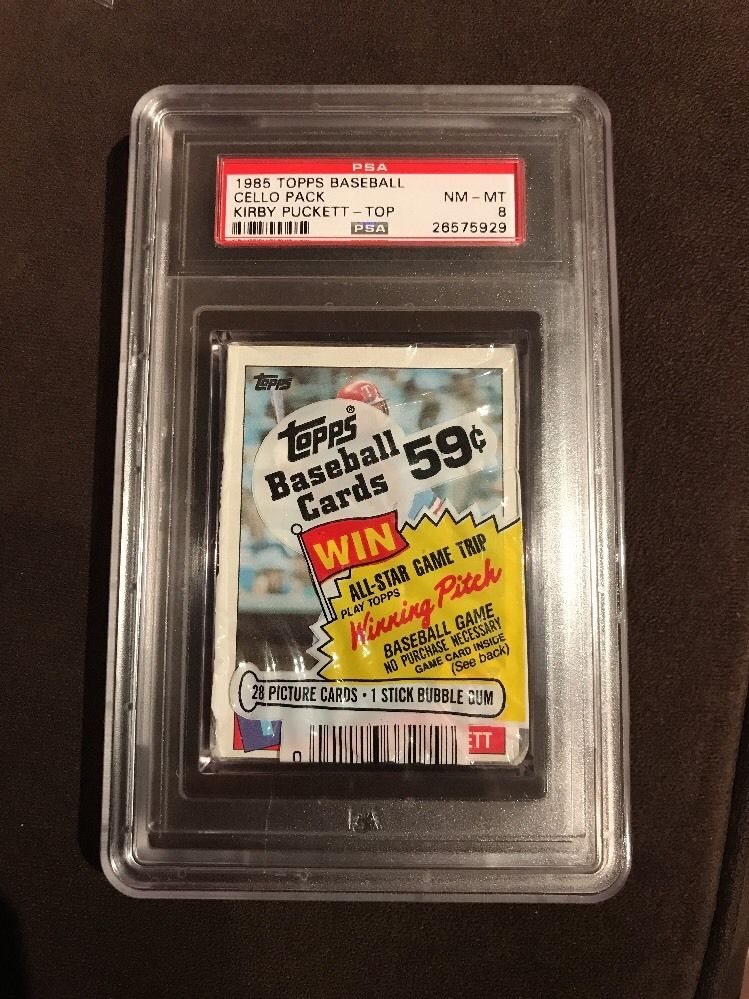 PSA
1985 TOPPS BASEBALL
CELLO PACK NM - MT
KIRBY PUCKETT - TOP 8
PSA 26575929
TOPPS
Topps®
Baseball
Cards 59¢
WIN
ALL-STAR GAME TRIP
PLAY TOPPS
Winning Pitch
BASEBALL GAME
NO PURCHASE NECESSARY
GAME CARD INSIDE
(See back)
28 PICTURE CARDS • 1 STICK BUBBLE GUM
ETT
0